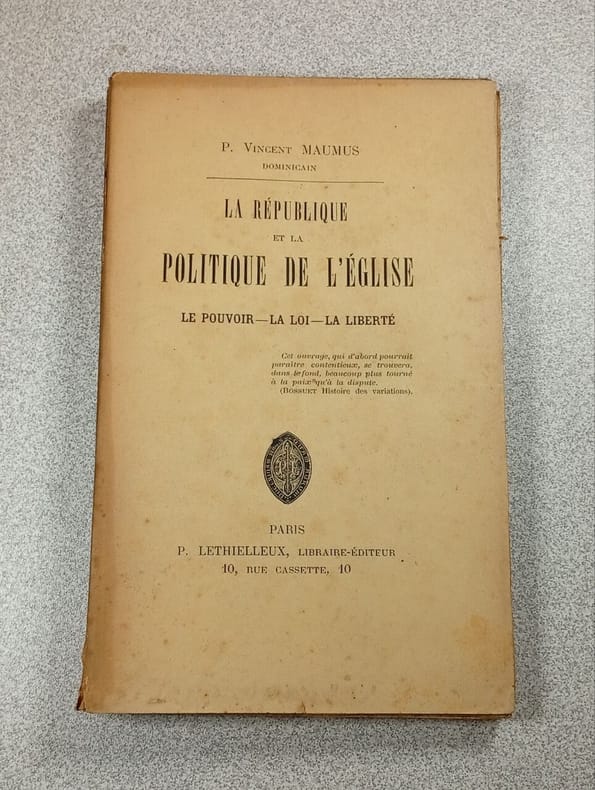 P. Vincent MAUMUS
DOMINICAIN
LA RÉPUBLIQUE
ET LA
POLITIQUE DE L'ÉGLISE
LE POUVOIR—LA LOI—LA LIBERTÉ
Cet ouvrage, qui d'abord pourrait
paraître contentieux, se trouvera,
dans le fond, beaucoup plus tourné
à la paix qu'à la dispute.
(BOSSUET Histoire des variations).
PARIS
P. LETHIELLEUX, LIBRAIRE-ÉDITEUR
10, RUE CASSETTE, 10